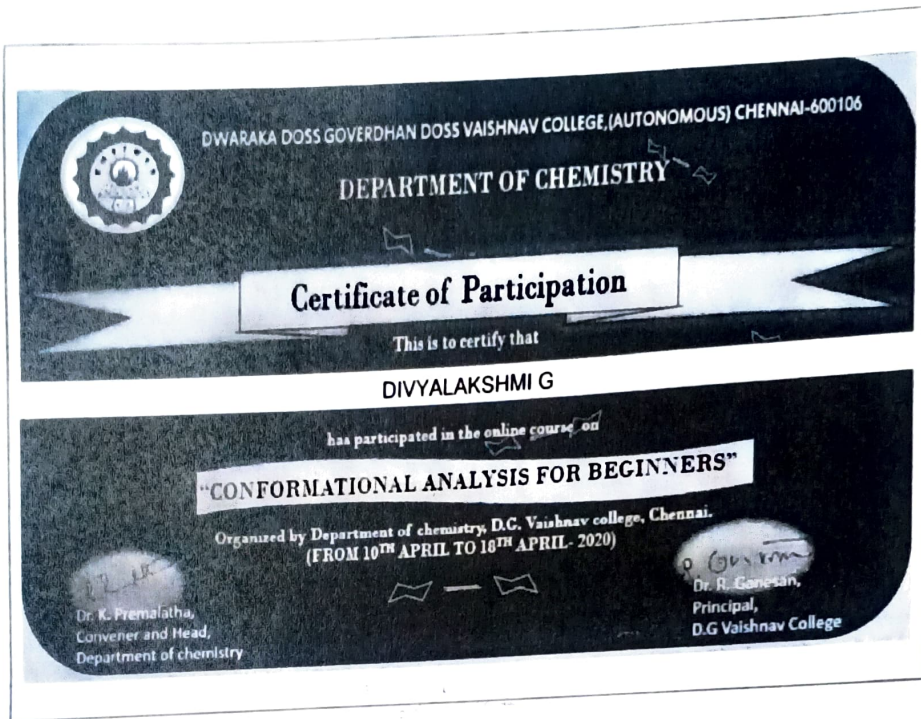 DWARAKA DOSS GOVERDHAN DOSS VAISHNAV COLLEGE,(AUTONOMOUS) CHENNAI-600106
DEPARTMENT OF CHEMISTRY
Certificate of Participation
This is to certify that
DIVYALAKSHMI G
has participated in the online course on
"CONFORMATIONAL ANALYSIS FOR BEGINNERS"
Organized by Department of chemistry, D.G. Vaishnav college, Chennai.
(FROM 10TH APRIL TO 18TH APRIL- 2020)
Dr. K. Premalatha,
Convener and Head,
Department of chemistry
Dr. R. Ganesan,
Principal,
D.G Vaishnav College